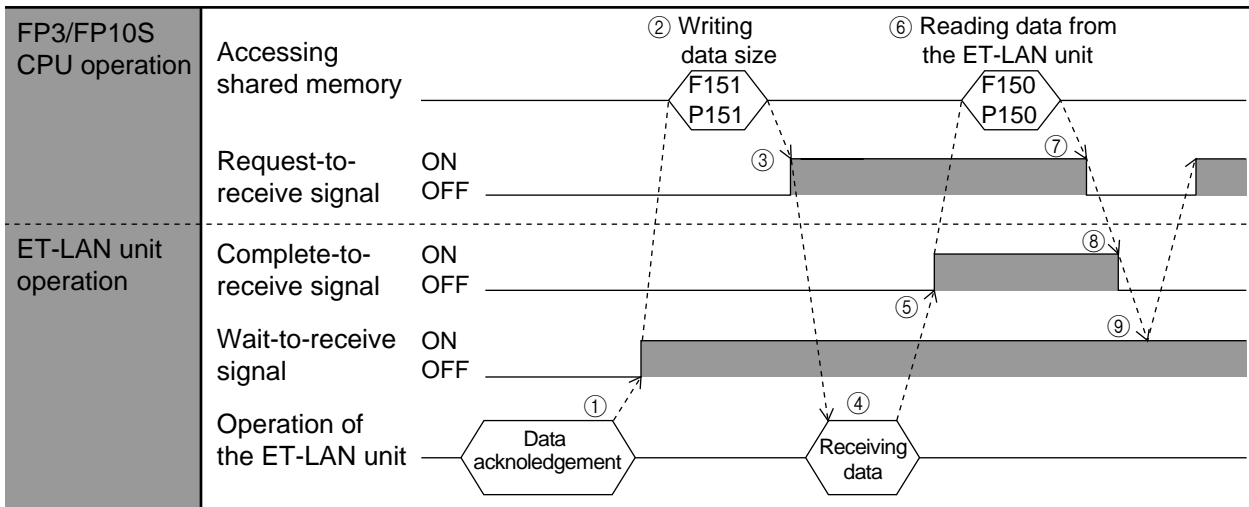 FP3/FP10S
CPU operation
Accessing
shared memory
② Writing
data size
F151
P151
⑥ Reading data from
the ET-LAN unit
F150
P150
Request-to-
receive signal
ON
OFF
③
⑦
ET-LAN unit
operation
Complete-to-
receive signal
ON
OFF
⑤
⑧
Wait-to-receive
signal
ON
OFF
⑨
Operation of
the ET-LAN unit
①
Data
acknoledgement
④
Receiving
data